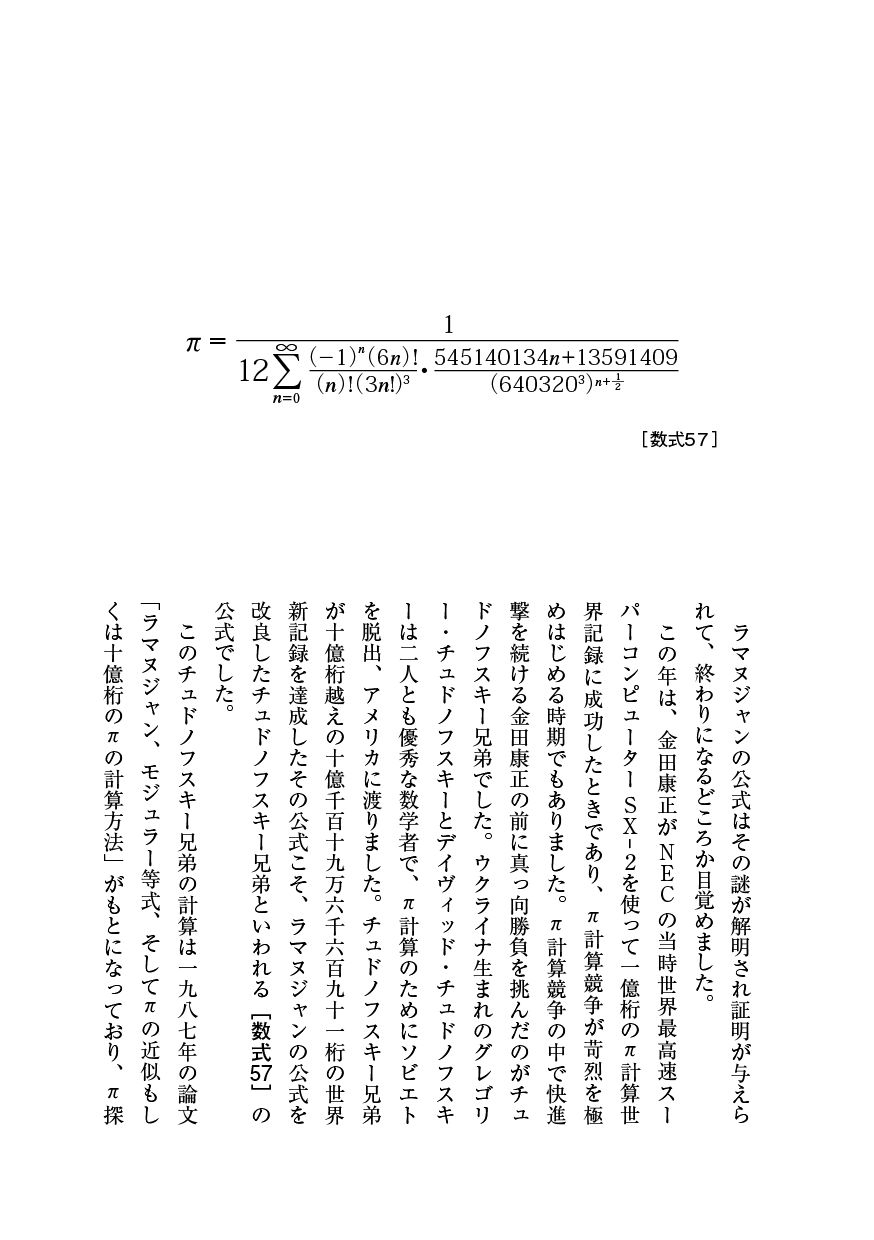 π = 1 / 12 ∑_{n=0}^{∞} (−1)^n(6n)! / (n)!(3n!)^3 • 545140134n+13591409 / (640320^3)^{n+1/2}
［数式57］
ラマヌジャンの公式はその謎が解明され証明が与えら
れて、終わりになるどころか目覚めました。
この年は、金田康正がNECの当時世界最高速スー
パーコンピューターSX-2を使って一億桁のπ計算世
界記録に成功したときであり、π計算競争が苛烈を極
めはじめる時期でもありました。π計算競争の中で快進
撃を続ける金田康正の前に真っ向勝負を挑んだのがチュ
ドノフスキー兄弟でした。ウクライナ生まれのグレゴリ
ー・チュドノフスキーとデイヴィッド・チュドノフスキ
ーは二人とも優秀な数学者で、π計算のためにソビエト
を脱出、アメリカに渡りました。チュドノフスキー兄弟
が十億桁越えの十億千百十九万六千六百九十一桁の世界
新記録を達成したその公式こそ、ラマヌジャンの公式を
改良したチュドノフスキー兄弟といわれる［数式57］の
公式でした。
このチュドノフスキー兄弟の計算は一九八七年の論文
「ラマヌジャン、モジュラー等式、そしてπの近似もし
くは十億桁のπの計算方法」がもとになっており、π探